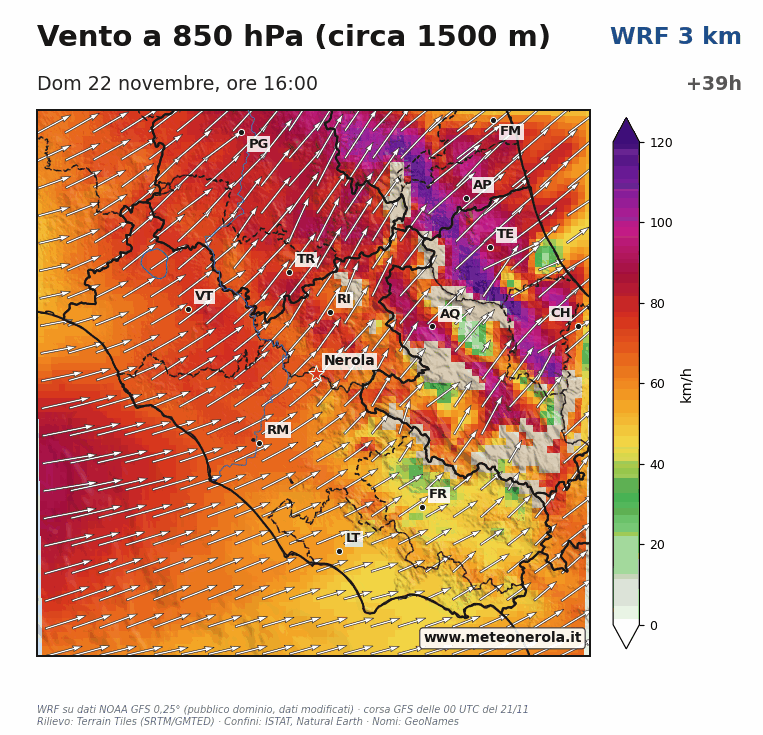 Vento a 850 hPa (circa 1500 m)
WRF 3 km
Dom 22 novembre, ore 16:00
+39h
FM
PG
AP
TE
TR
VT
RI
AQ
CH
Nerola
RM
FR
LT
www.meteonerola.it
120
100
80
60
40
20
0
km/h
WRF su dati NOAA GFS 0,25° (pubblico dominio, dati modificati) · corsa GFS delle 00 UTC del 21/11
Rilievo: Terrain Tiles (SRTM/GMTED) · Confini: ISTAT, Natural Earth · Nomi: GeoNames